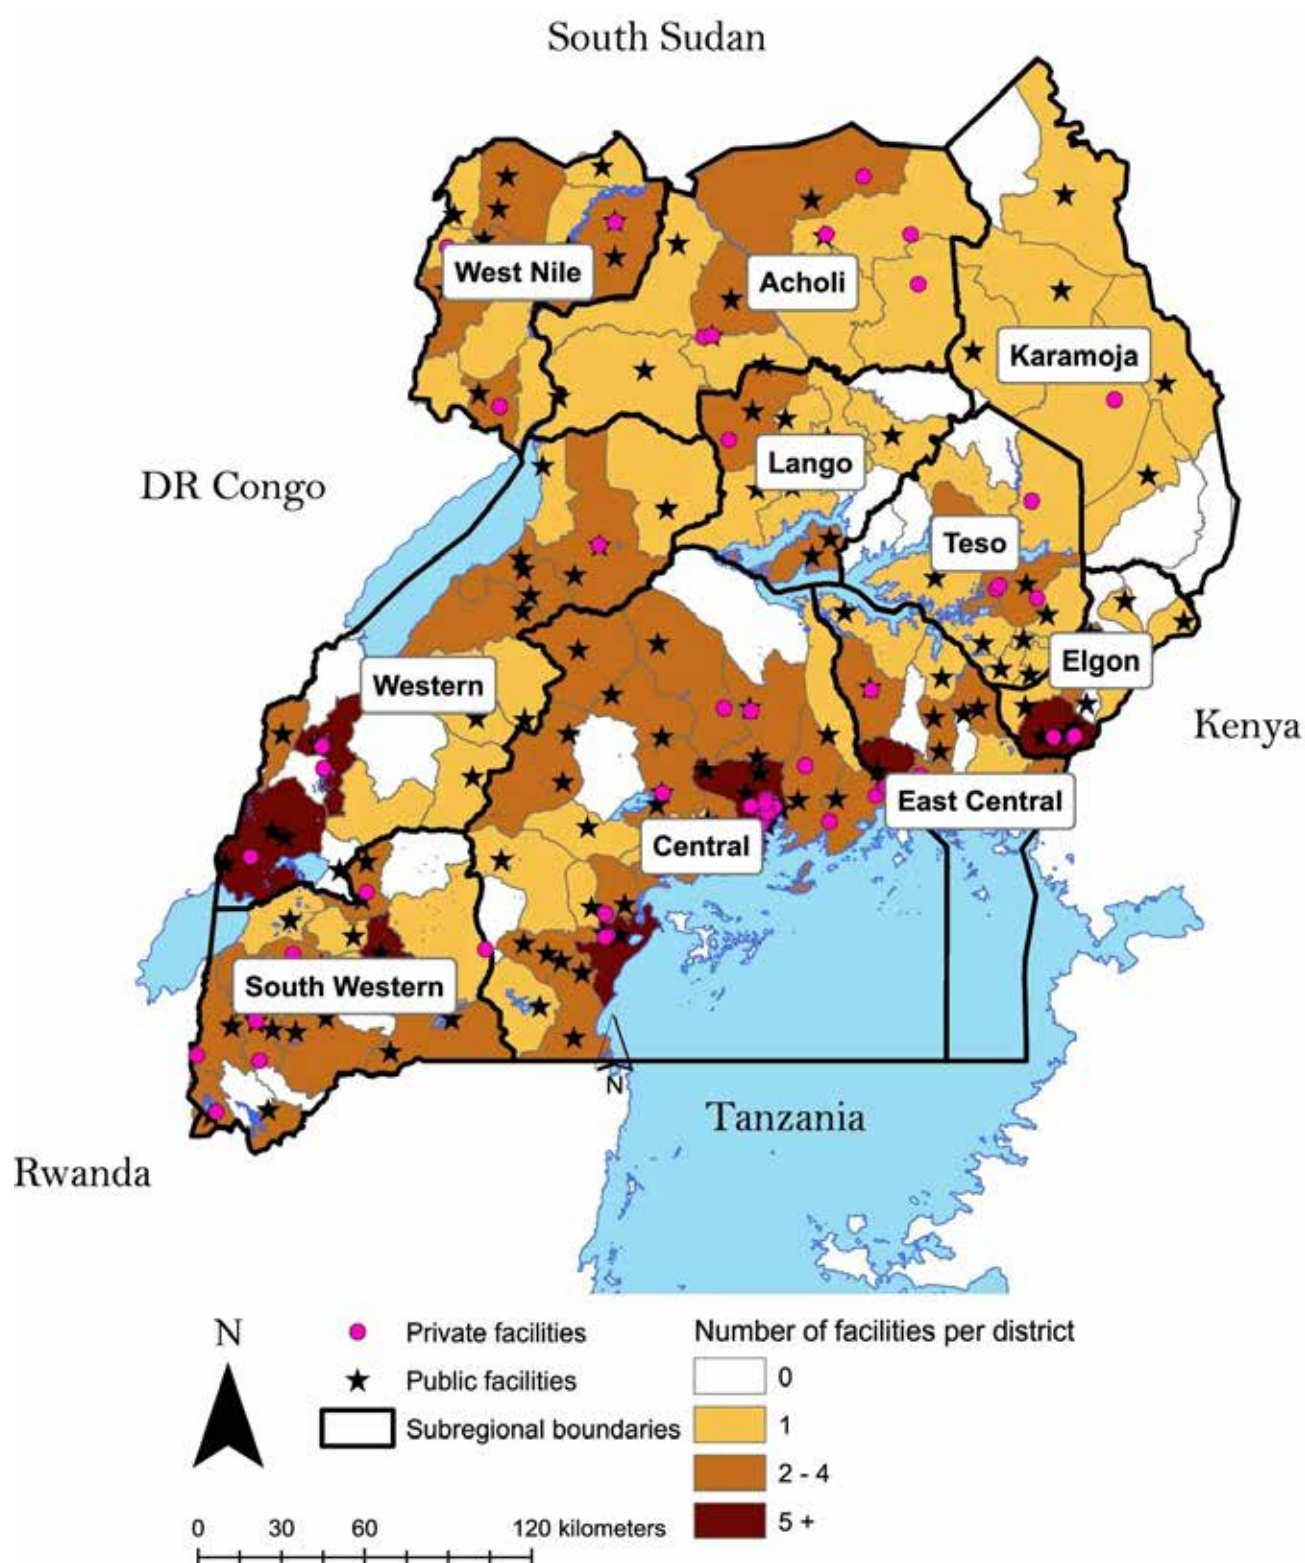 South Sudan
West Nile
Acholi
Karamoja
Lango
DR Congo
Teso
Elgon
Western
Kenya
East Central
Central
South Western
N
Tanzania
Rwanda
N
Private facilities
Public facilities
Subregional boundaries
0 30 60 120 kilometers
Number of facilities per district
0
1
2 - 4
5 +